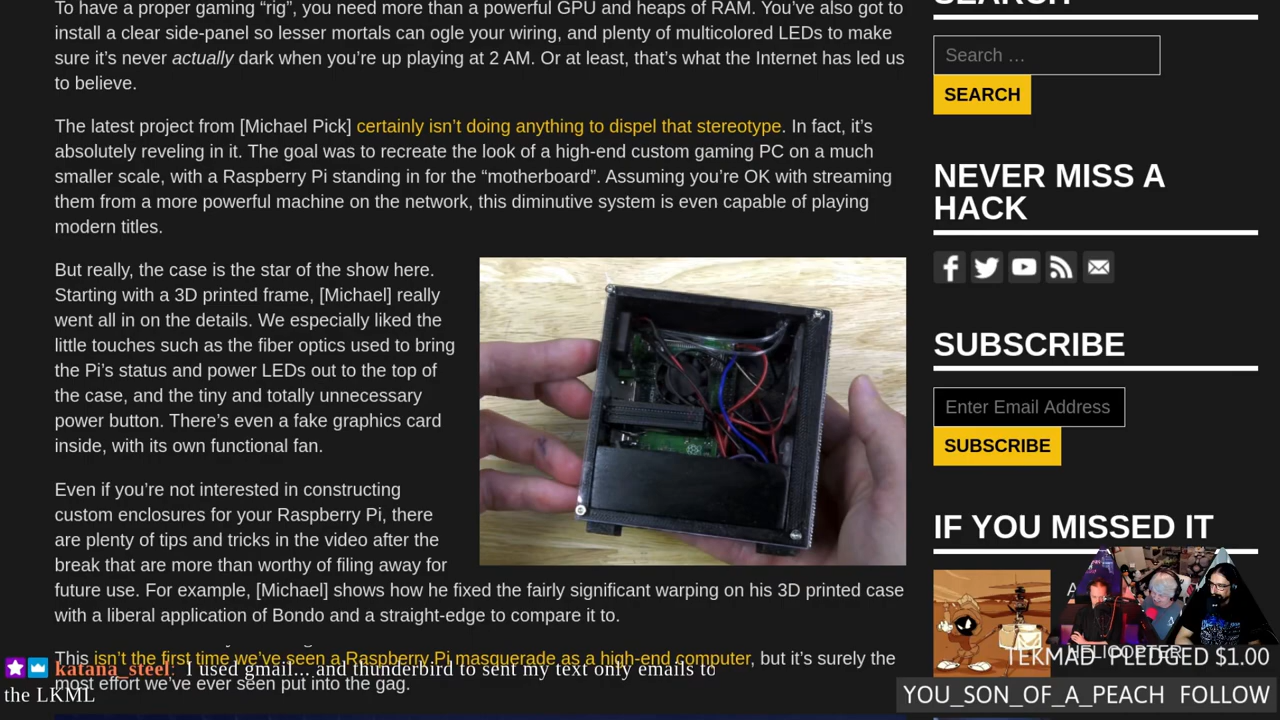 To have a proper gaming “rig”, you need more than a powerful GPU and heaps of RAM. You’ve also got to
install a clear side-panel so lesser mortals can ogle your wiring, and plenty of multicolored LEDs to make
sure it’s never actually dark when you’re up playing at 2 AM. Or at least, that’s what the Internet has led us
to believe.
The latest project from [Michael Pick] certainly isn’t doing anything to dispel that stereotype. In fact, it’s
absolutely reveling in it. The goal was to recreate the look of a high-end custom gaming PC on a much
smaller scale, with a Raspberry Pi standing in for the “motherboard”. Assuming you’re OK with streaming
them from a more powerful machine on the network, this diminutive system is even capable of playing
modern titles.
But really, the case is the star of the show here.
Starting with a 3D printed frame, [Michael] really
went all in on the details. We especially liked the
little touches such as the fiber optics used to bring
the Pi’s status and power LEDs out to the top of
the case, and the tiny and totally unnecessary
power button. There’s even a fake graphics card
inside, with its own functional fan.
Even if you’re not interested in constructing
custom enclosures for your Raspberry Pi, there
are plenty of tips and tricks in the video after the
break that are more than worthy of filing away for
future use. For example, [Michael] shows how he fixed the fairly significant warping on his 3D printed case
with a liberal application of Bondo and a straight-edge to compare it to.
This isn’t the first time we’ve seen a Raspberry Pi masquerade as a high-end computer, but it’s surely the
most effort we’ve ever seen put into the gag.
katana_steel: I used gmail... and thunderbird to sent my text only emails to
the LKML
SEARCH
Search …
SEARCH
NEVER MISS A
HACK
SUBSCRIBE
Enter Email Address
SUBSCRIBE
IF YOU MISSED IT
HELICOPTER
TEKMAD PLEDGED $1.00
YOU_SON_OF_A_PEACH FOLLOW